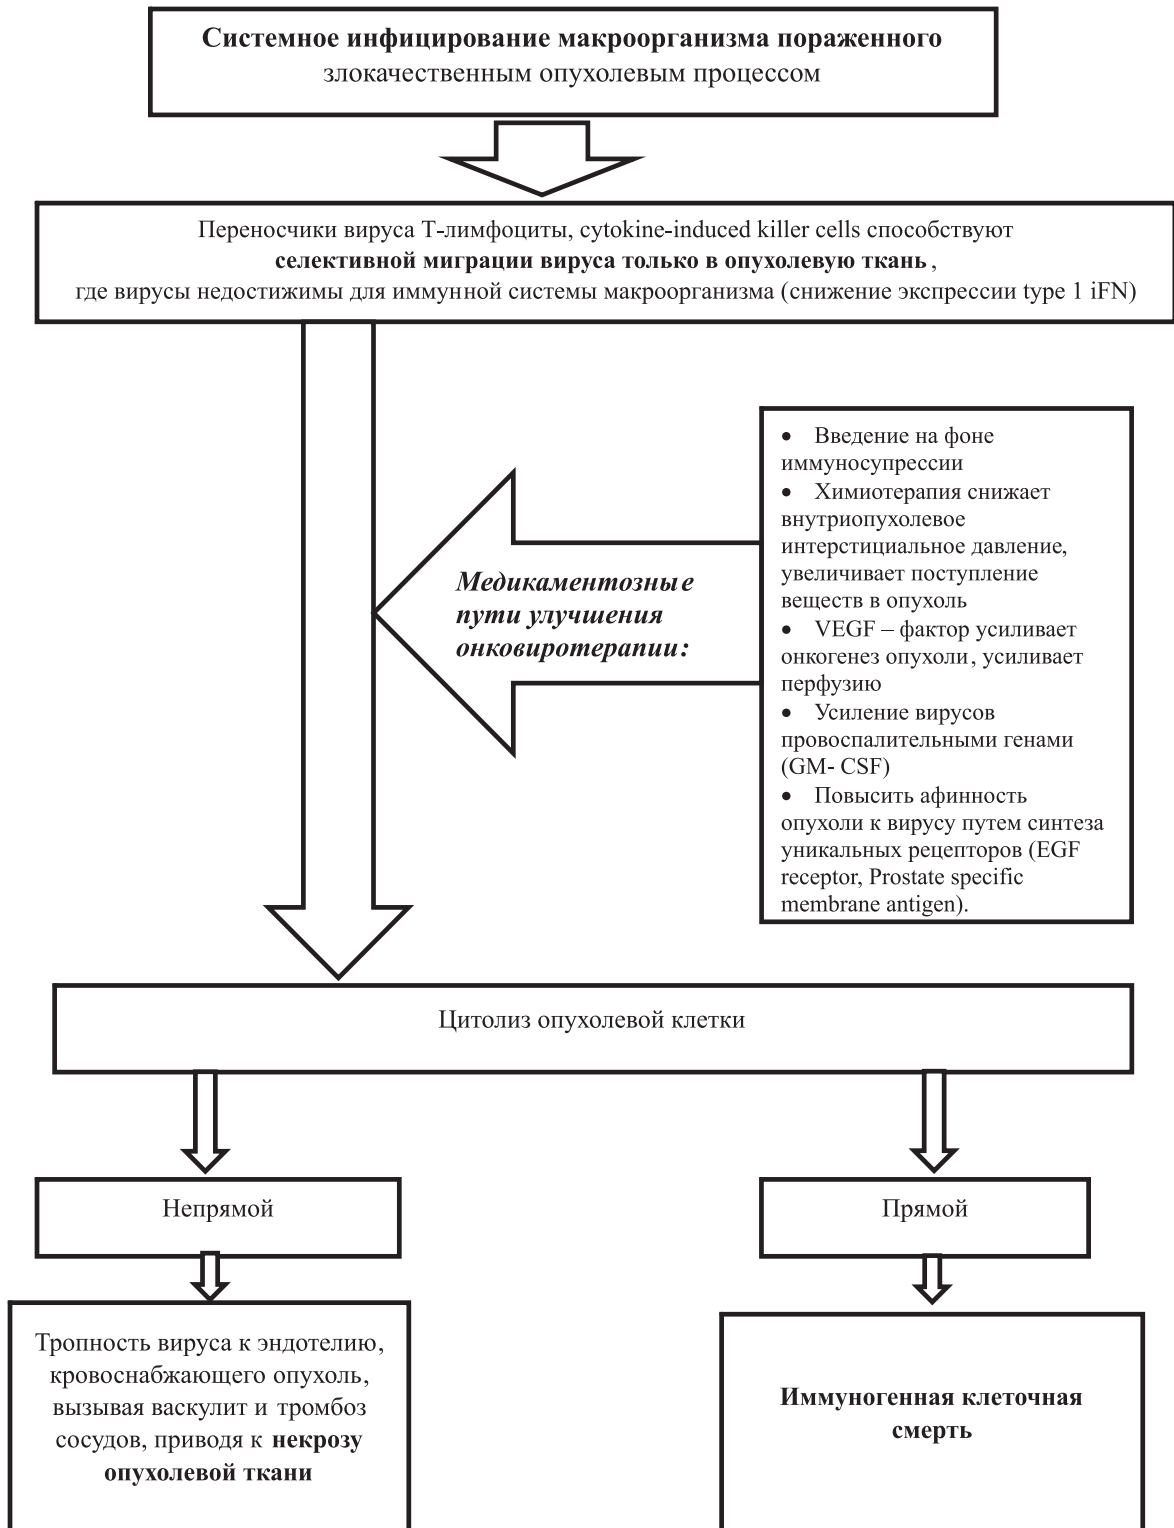 Системное инфицирование макроорганизма пораженного
злокачественным опухолевым процессом
Переносчики вируса Т-лимфоциты, cytokine-induced killer cells способствуют
селективной миграции вируса только в опухолевую ткань,
где вирусы недостижимы для иммунной системы макроорганизма (снижение экспрессии type 1 iFN)
Медикаментозные
пути улучшения
онковиротерапии:
• Введение на фоне
иммуносупрессии
• Химиотерапия снижает
внутриопухолевое
интерстициальное давление,
увеличивает поступление
веществ в опухоль
• VEGF – фактор усиливает
онкогенез опухоли, усиливает
перфузию
• Усиление вирусов
провоспалительными генами
(GM- CSF)
• Повысить афинность
опухоли к вирусу путем синтеза
уникальных рецепторов (EGF
receptor, Prostate specific
membrane antigen).
Цитолиз опухолевой клетки
Непрямой
Прямой
Тропность вируса к эндотелию,
кровоснабжающего опухоль,
вызывая васкулит и тромбоз
сосудов, приводя к некрозу
опухолевой ткани
Иммуногенная клеточная
смерть